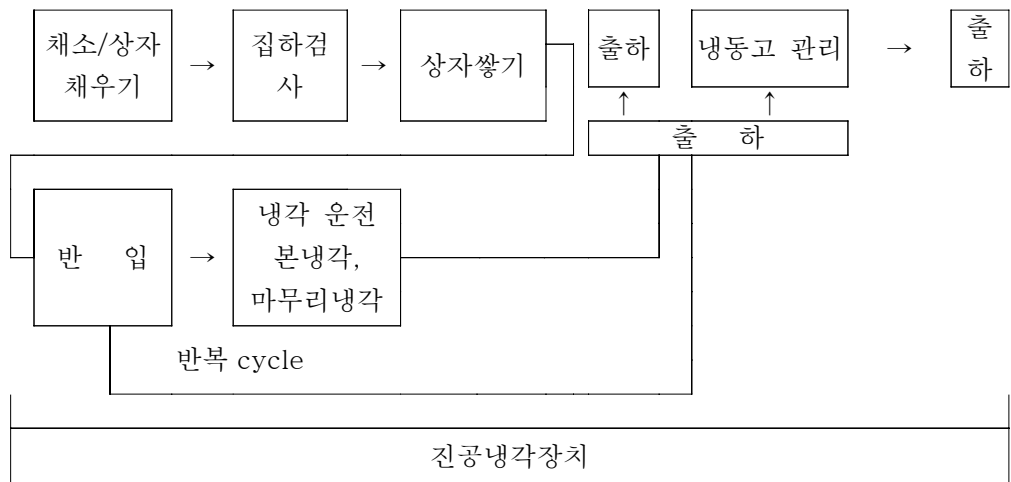 채소/상자
채우기
→
집하검
사
→
상자쌓기
출하
냉동고 관리
→
출
하
↑
↑
출 하
반 입
→
냉각 운전
본냉각,
마무리냉각
반복 cycle
진공냉각장치